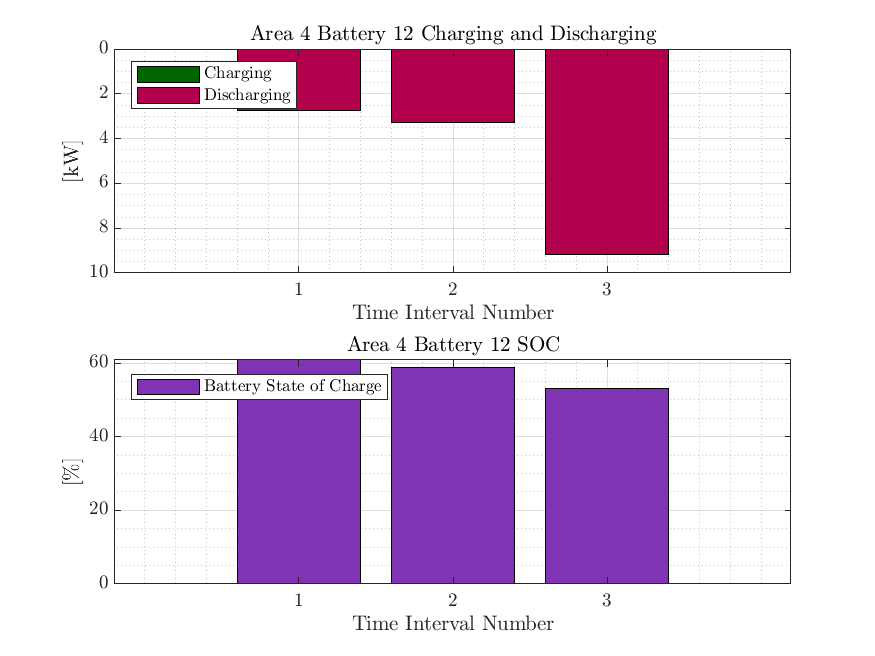 Area 4 Battery 12 Charging and Discharging
0
2
4
6
8
10
[kW]
Charging
Discharging
1 2 3
Time Interval Number
Area 4 Battery 12 SOC
60
40
20
0
[%]
Battery State of Charge
1 2 3
Time Interval Number